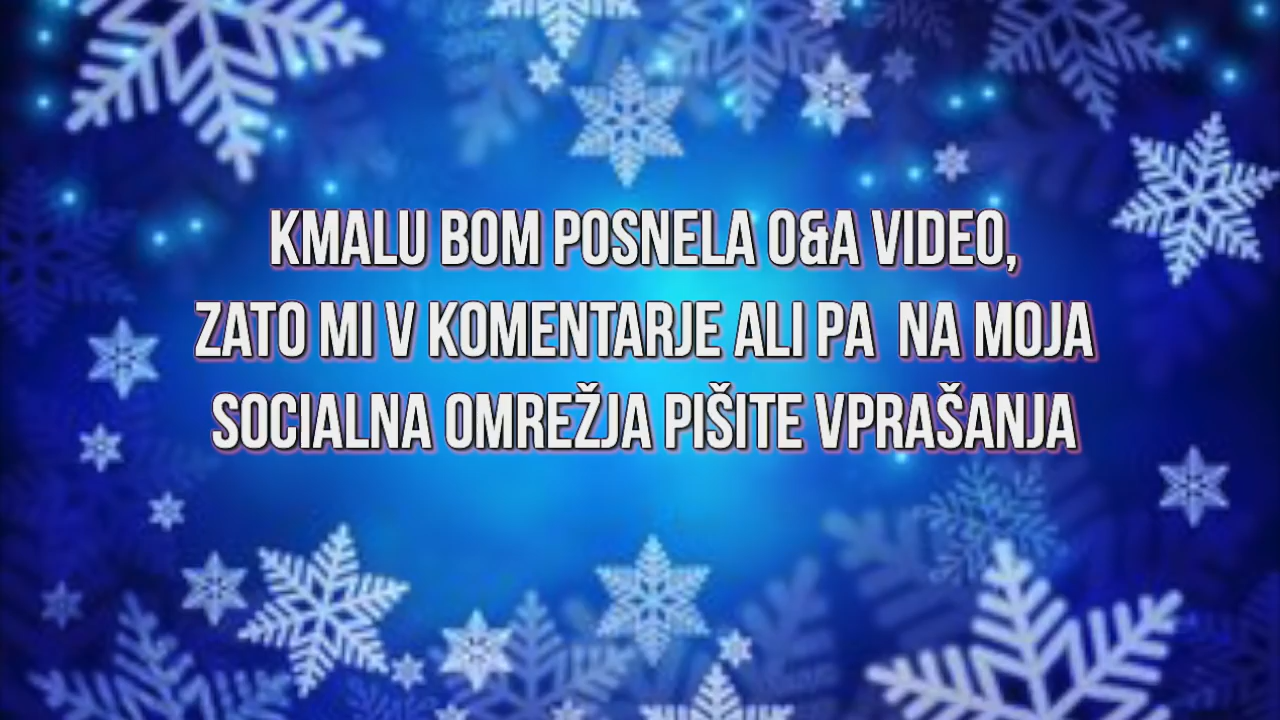 KMALU BOM POSNELA Q&A VIDEO,
ZATO MI V KOMENTARJE ALI PA NA MOJA
SOCIALNA OMREŽJA PIŠITE VPRAŠANJA